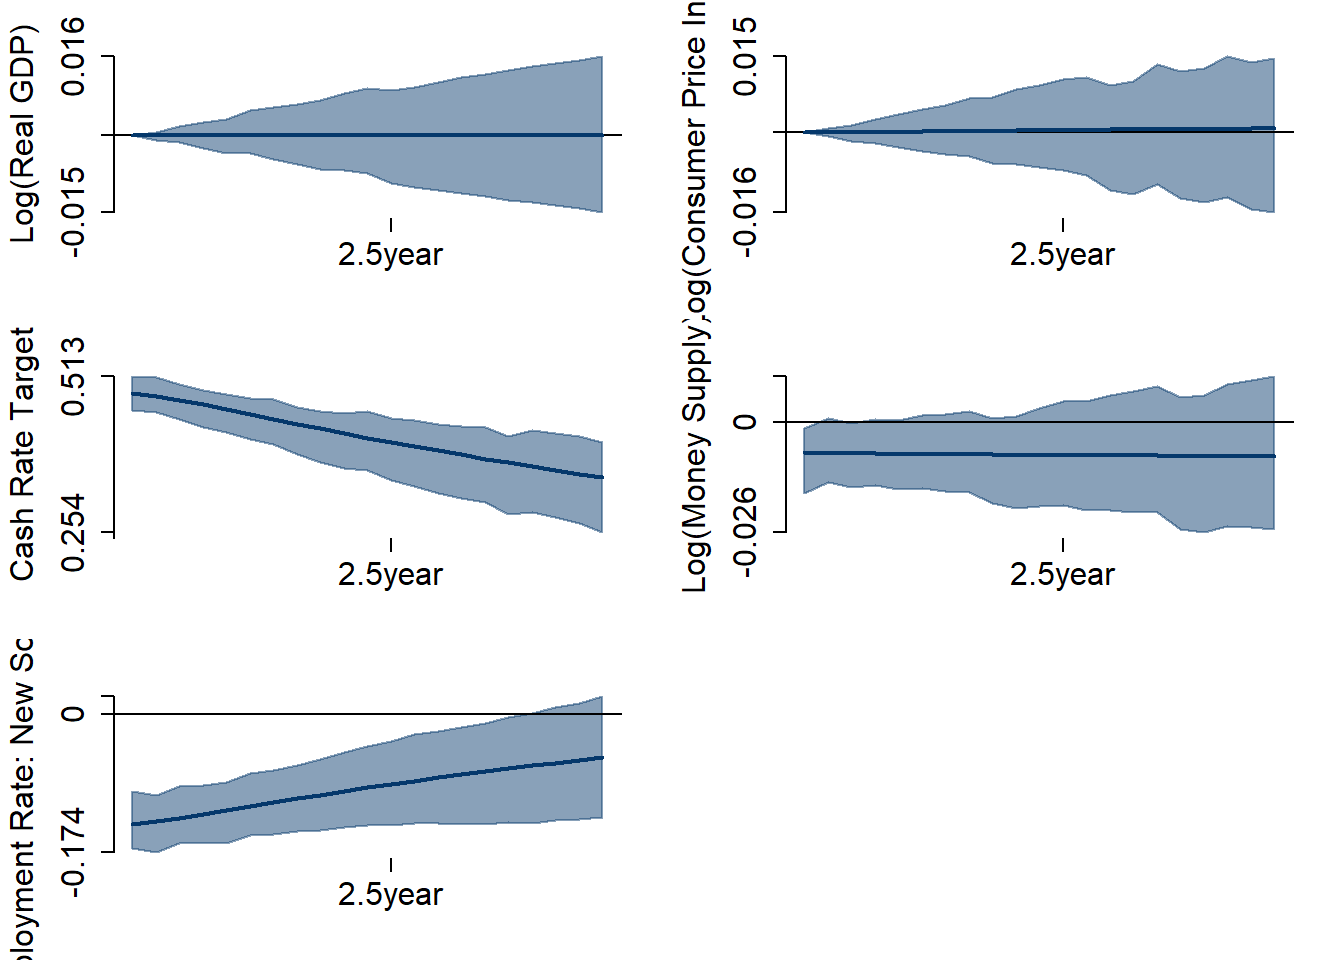 Log(Real GDP)
0.016
-0.015
2.5year
Log(Consumer Price In
0.015
-0.016
2.5year
Cash Rate Target
0.513
0.254
2.5year
Log(Money Supply)
0
-0.026
2.5year
ployment Rate: New Sc
0
-0.174
2.5year